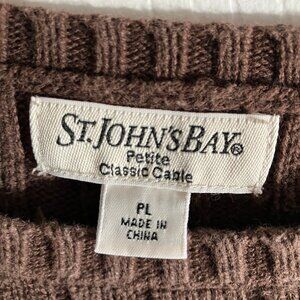 ST. JOHN'S BAY®
Petite
Classic Cable
PL
MADE IN
CHINA